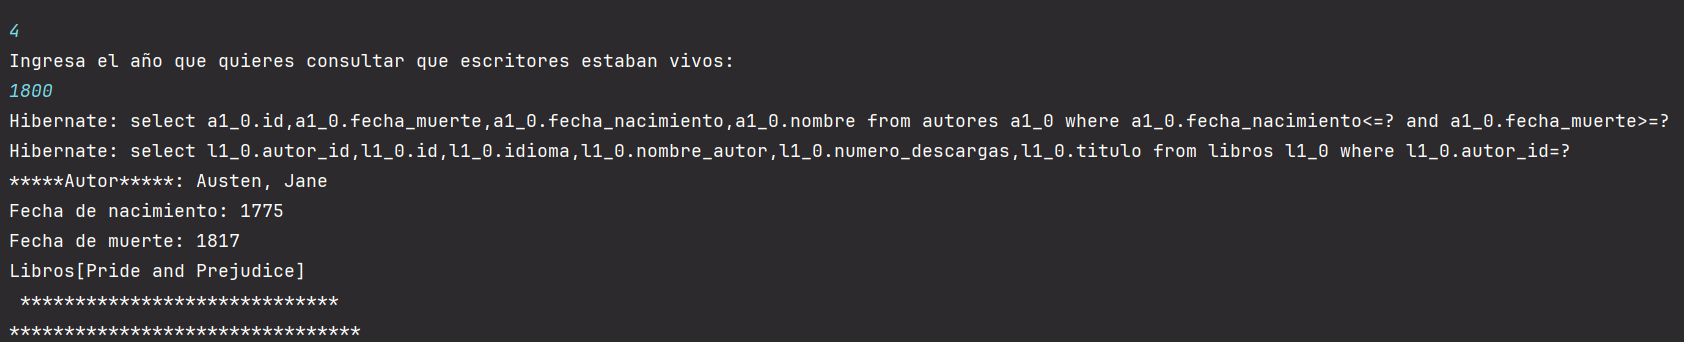 4
Ingresa el año que quieres consultar que escritores estaban vivos:
1800
Hibernate: select a1_0.id,a1_0.fecha_muerte,a1_0.fecha_nacimiento,a1_0.nombre from autores a1_0 where a1_0.fecha_nacimiento<=? and a1_0.fecha_muerte>=?
Hibernate: select l1_0.autor_id,l1_0.id,l1_0.idioma,l1_0.nombre_autor,l1_0.numero_descargas,l1_0.titulo from libros l1_0 where l1_0.autor_id=?
*****Autor*****: Austen, Jane
Fecha de nacimiento: 1775
Fecha de muerte: 1817
Libros[Pride and Prejudice]
 *****************************
********************************